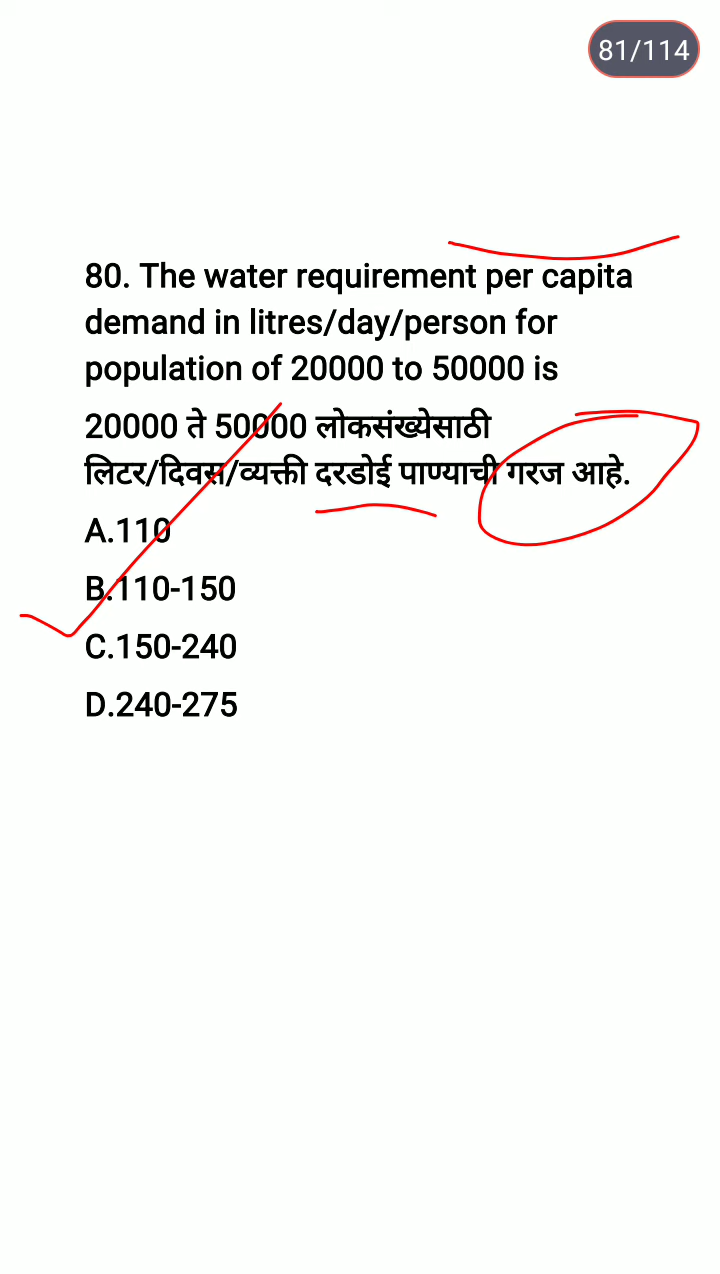 81/114
80. The water requirement per capita
demand in litres/day/person for
population of 20000 to 50000 is
20000 ते 50000 लोकसंख्येसाठी
लिटर/दिवस/व्यक्ती दरडोई पाण्याची गरज आहे.
A.110
B.110-150
C.150-240
D.240-275